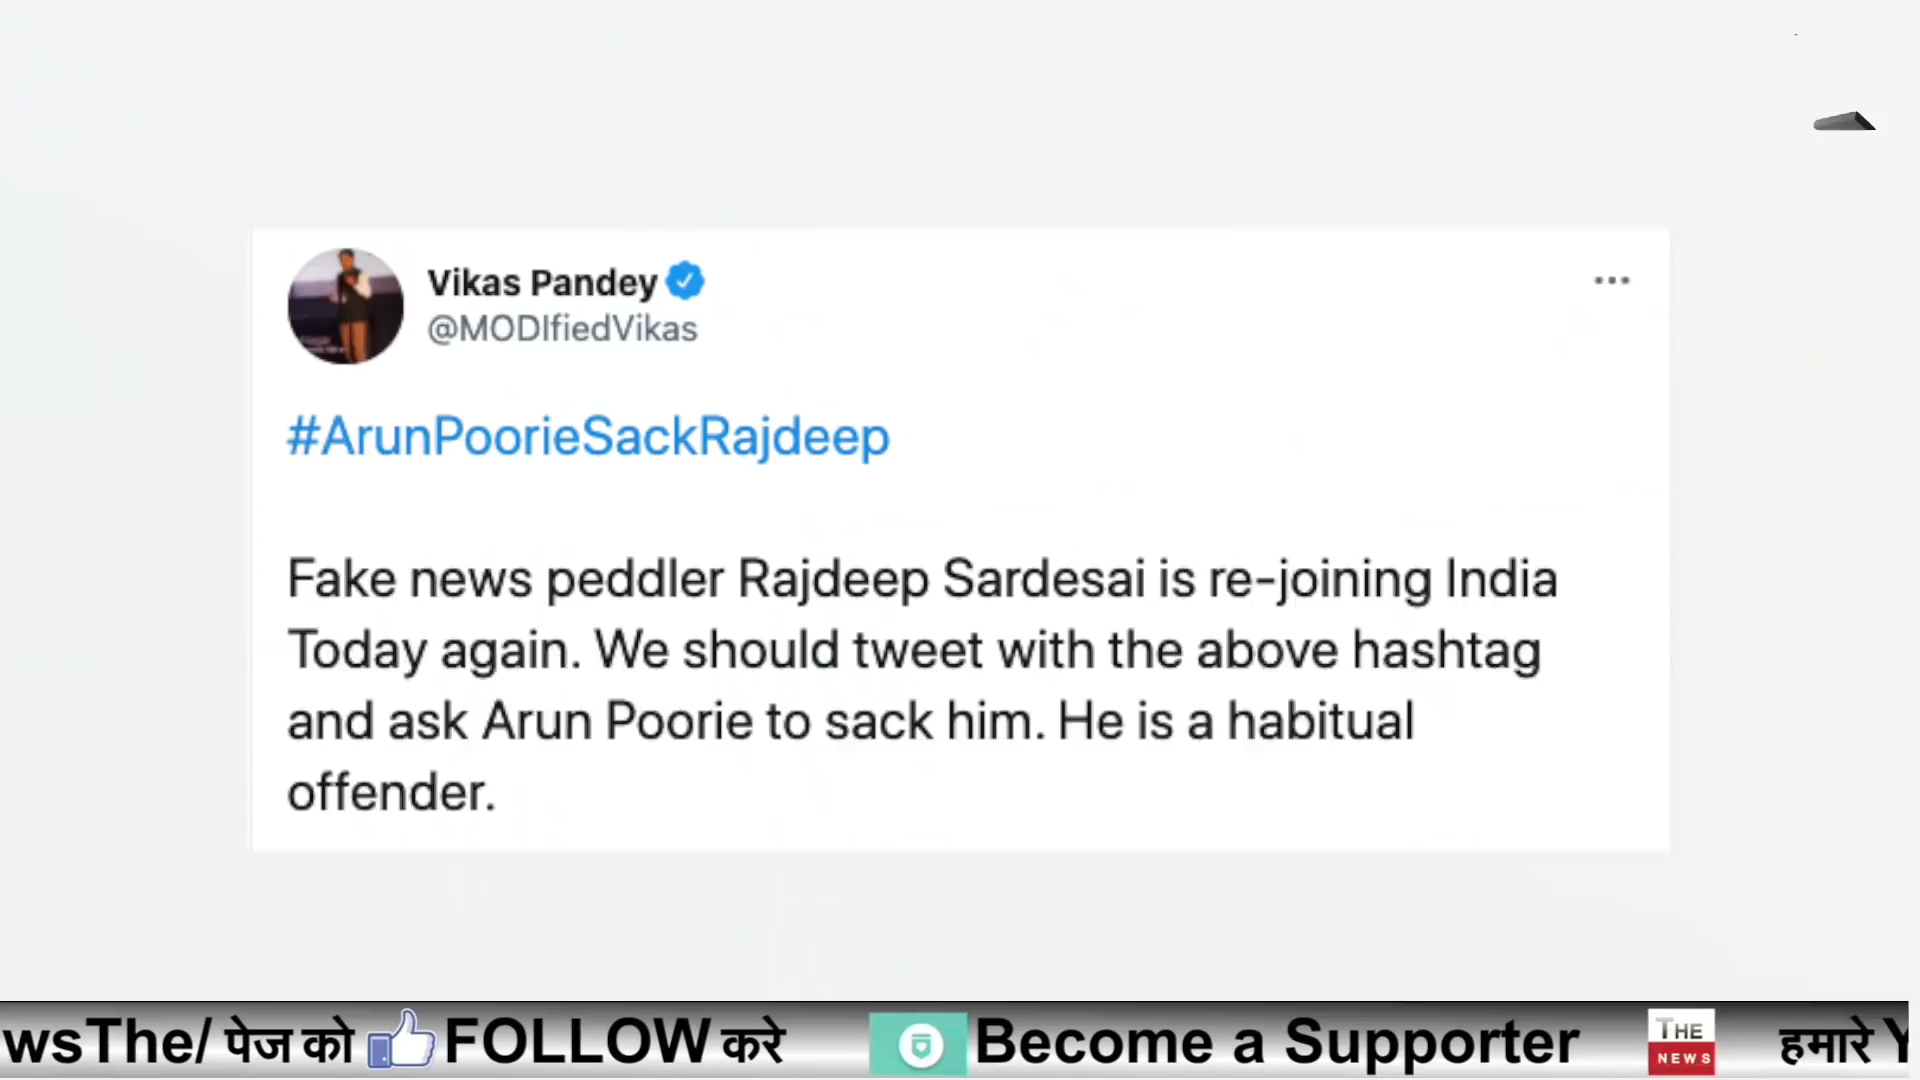 Vikas Pandey
@MODIfiedVikas
#ArunPoorieSackRajdeep
Fake news peddler Rajdeep Sardesai is re-joining India
Today again. We should tweet with the above hashtag
and ask Arun Poorie to sack him. He is a habitual
offender.
wsThe/ पेज को FOLLOW करे Become a Supporter THE NEWS हमारे Y